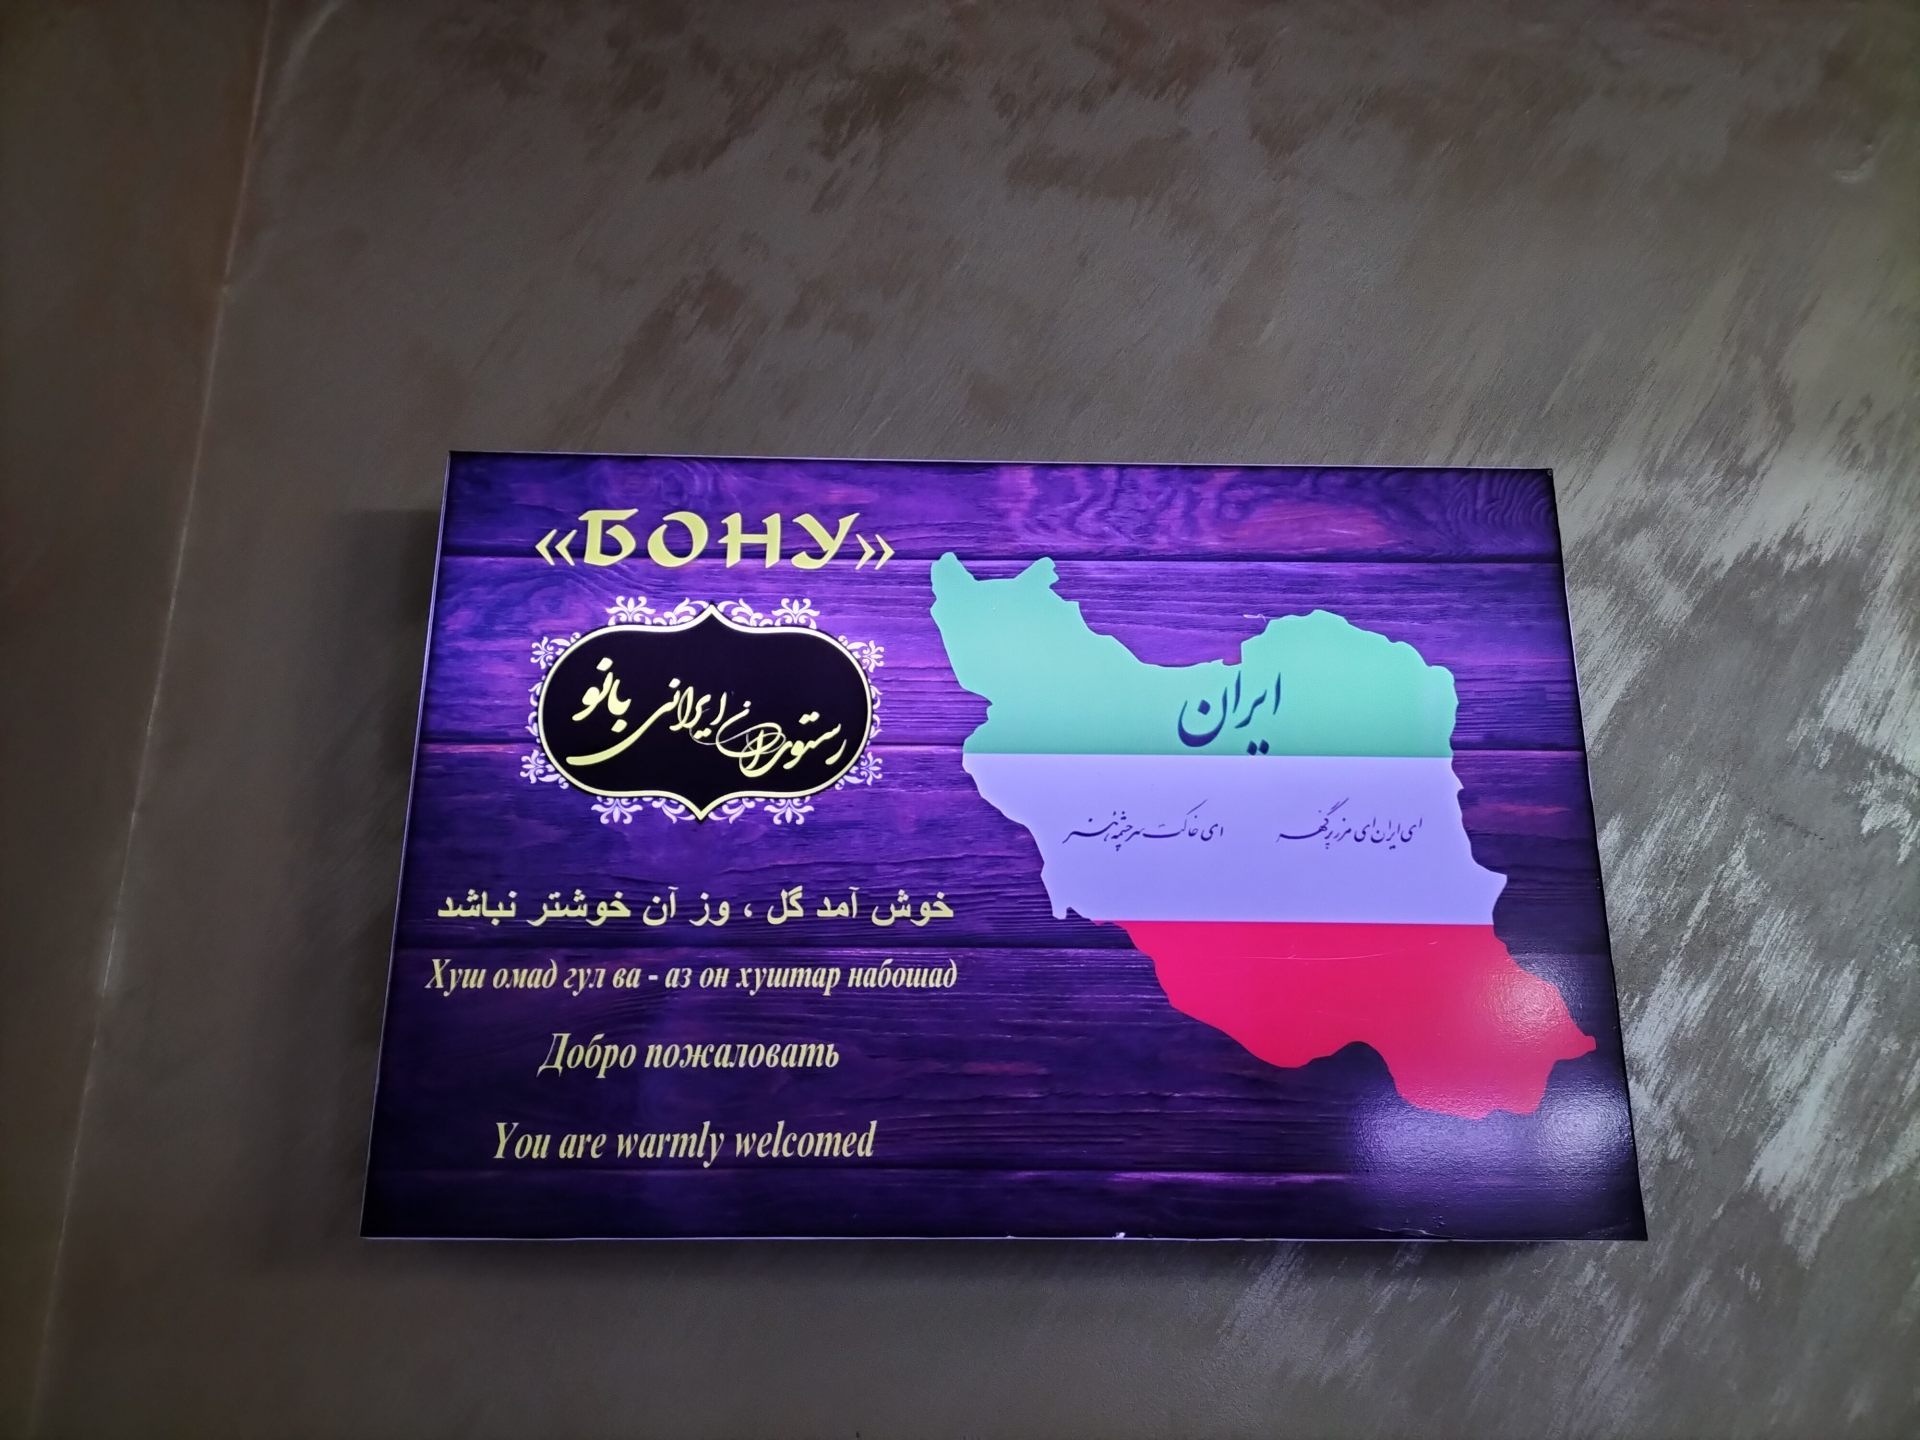 «БОНУ»
رستوران ایرانی بانو
خوش آمد گل ، وز آن خوشتر نباشد
Хуш омад гул ва - аз он хуштар набошад
Добро пожаловать
You are warmly welcomed
ایران
ای ایران ای مرز پرگهر ای خاکت سرچشمه هنر